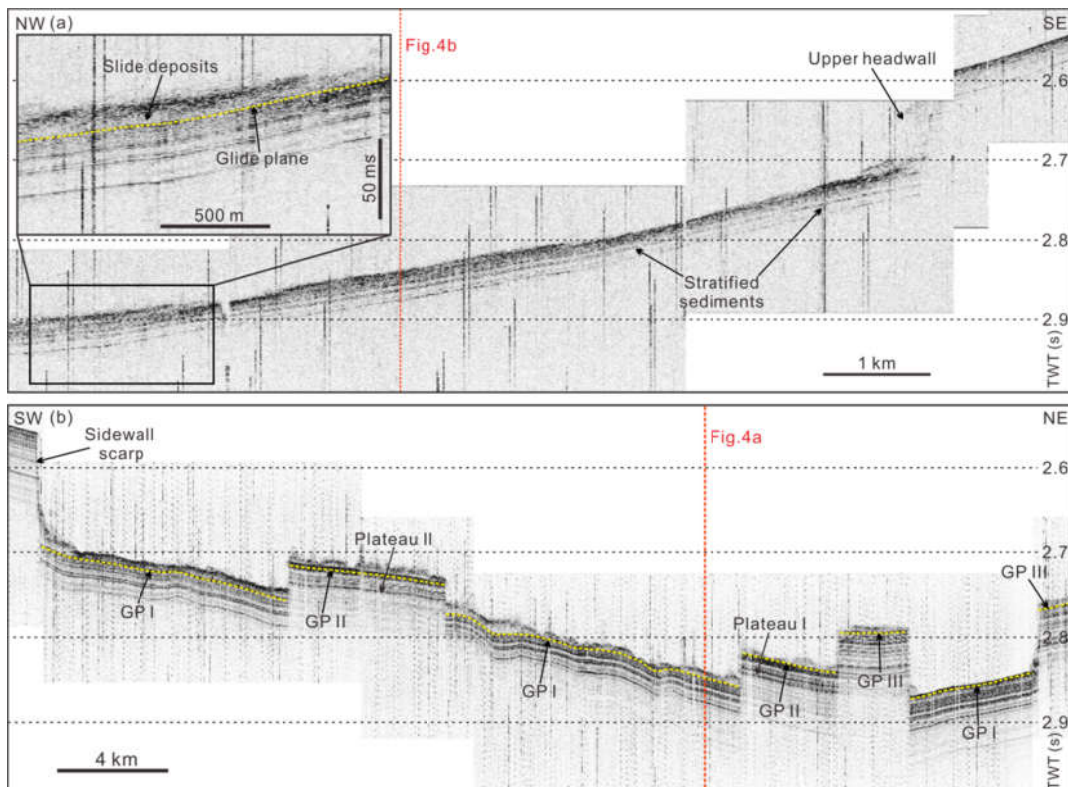 NW (a)
SE
Slide deposits
Fig.4b
Upper headwall
2.6
Glide plane
50 ms
2.7
500 m
2.8
Stratified
sediments
2.9
1 km
TWT (s)
SW (b)
NE
Sidewall
scarp
Fig.4a
2.6
Plateau II
2.7
GP III
GP I
GP II
Plateau I
2.8
GP I
GP III
GP II
GP I
2.9
4 km
TWT (s)